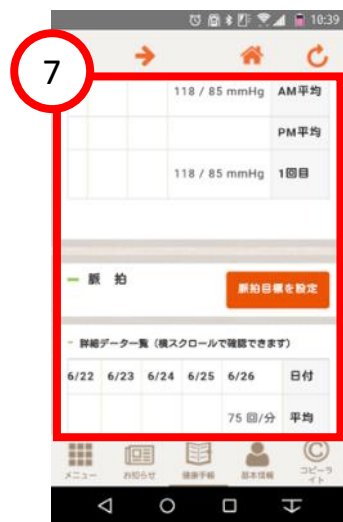 10:39
7
118 / 85 mmHg AM平均
PM平均
118 / 85 mmHg 1回目
脈 拍
脈拍目標を設定
- 詳細データ一覧（横スクロールで確認できます）
6/22 6/23 6/24 6/25 6/26 日付
75 回/分 平均
メニュー お知らせ 健康手帳 基本情報 コピーライト